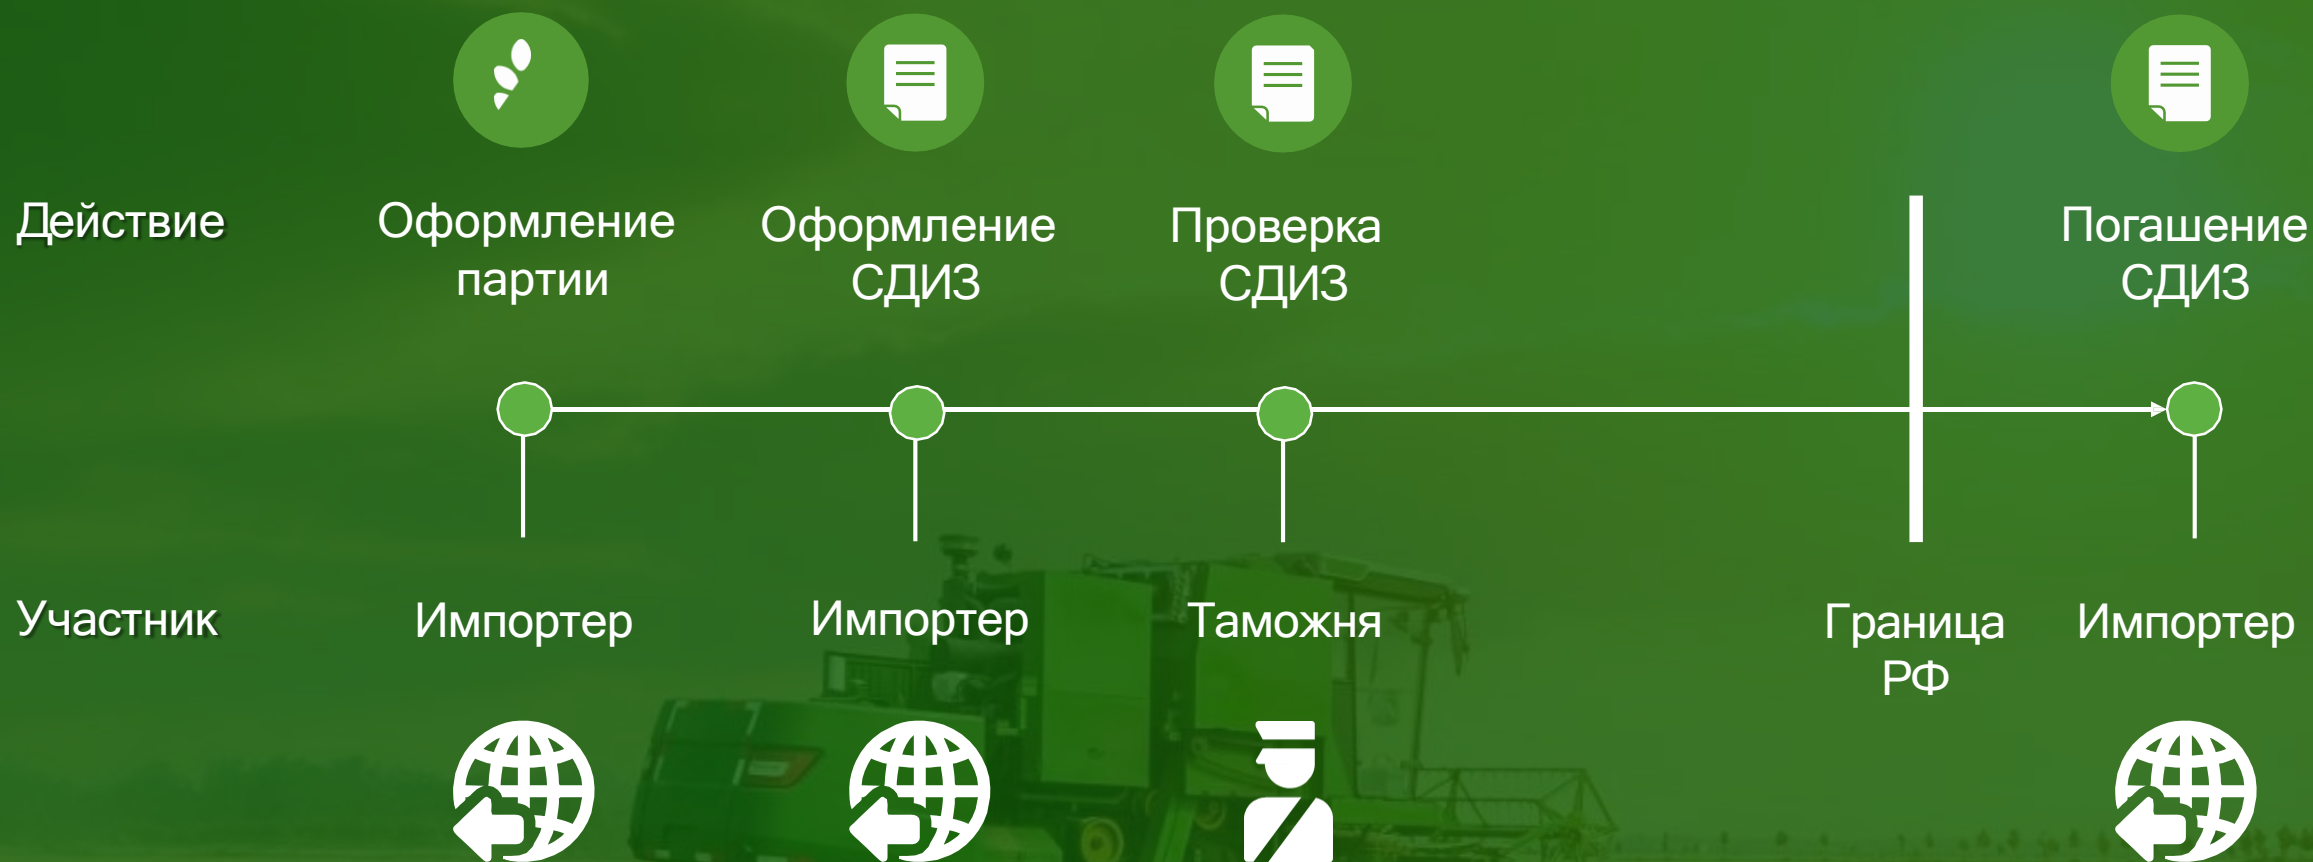 Действие
Оформление
партии
Оформление
СДИЗ
Проверка
СДИЗ
Погашение
СДИЗ
Участник
Импортер
Импортер
Таможня
Граница
РФ
Импортер